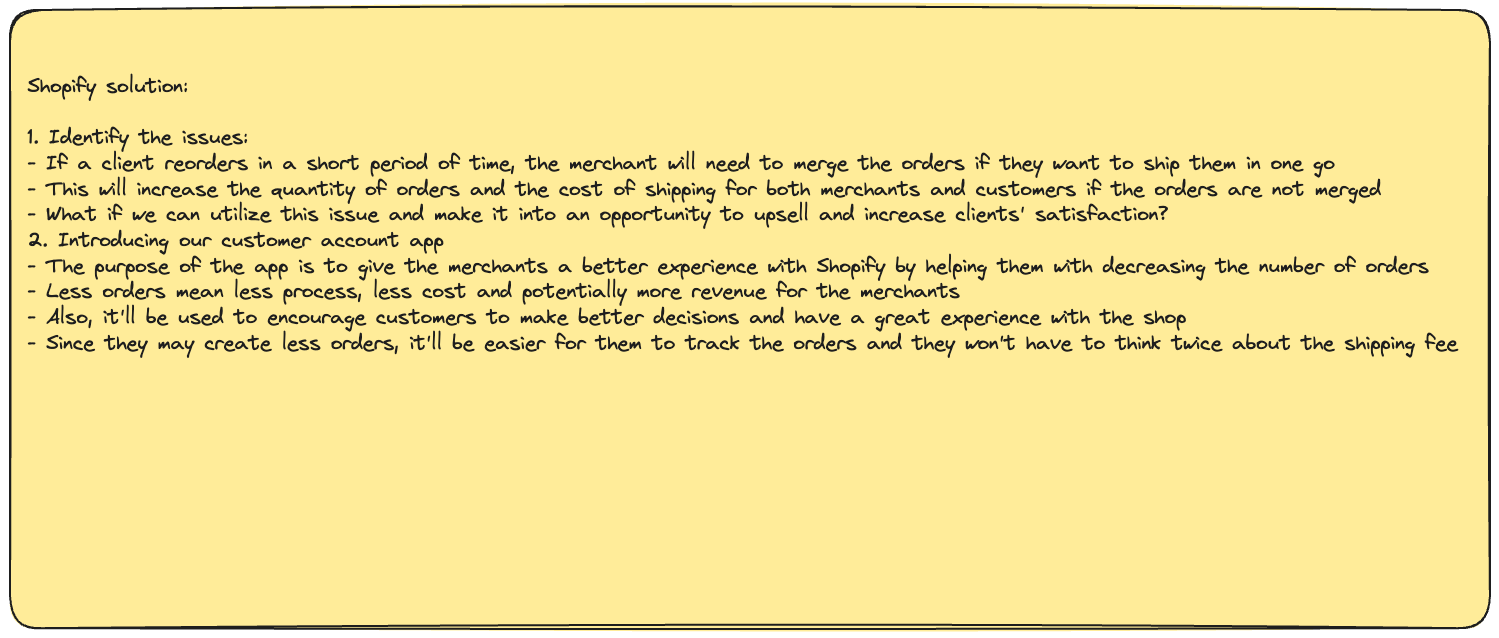 Shopify solution:
1. Identify the issues:
- If a client reorders in a short period of time, the merchant will need to merge the orders if they want to ship them in one go
- This will increase the quantity of orders and the cost of shipping for both merchants and customers if the orders are not merged
- What if we can utilize this issue and make it into an opportunity to upsell and increase clients' satisfaction?
2. Introducing our customer account app
- The purpose of the app is to give the merchants a better experience with Shopify by helping them with decreasing the number of orders
- Less orders mean less process, less cost and potentially more revenue for the merchants
- Also, it'll be used to encourage customers to make better decisions and have a great experience with the shop
- Since they may create less orders, it'll be easier for them to track the orders and they won't have to think twice about the shipping fee